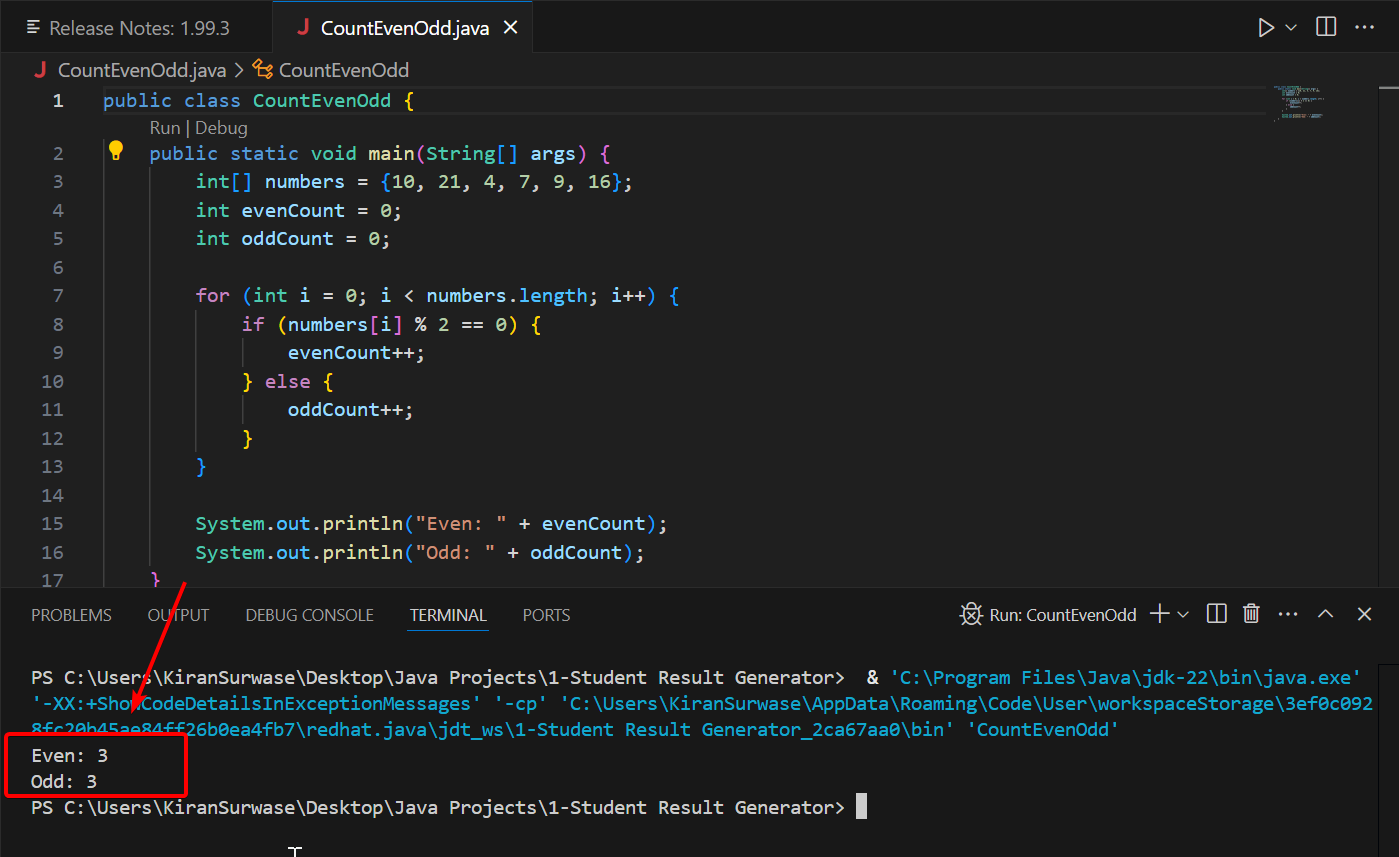 Release Notes: 1.99.3
J CountEvenOdd.java
J CountEvenOdd.java > CountEvenOdd
1 public class CountEvenOdd {
Run | Debug
2 public static void main(String[] args) {
3 int[] numbers = {10, 21, 4, 7, 9, 16};
4 int evenCount = 0;
5 int oddCount = 0;
6
7 for (int i = 0; i < numbers.length; i++) {
8 if (numbers[i] % 2 == 0) {
9 evenCount++;
10 } else {
11 oddCount++;
12 }
13 }
14
15 System.out.println("Even: " + evenCount);
16 System.out.println("Odd: " + oddCount);
17 }
PROBLEMS OUTPUT DEBUG CONSOLE TERMINAL PORTS Run: CountEvenOdd
PS C:\Users\KiranSurwase\Desktop\Java Projects\1-Student Result Generator> & 'C:\Program Files\Java\jdk-22\bin\java.exe'
'-XX:+ShowCodeDetailsInExceptionMessages' '-cp' 'C:\Users\KiranSurwase\AppData\Roaming\Code\User\workspaceStorage\3ef0c092
8fc20b45ae84ff26b0ea4fb7\redhat.java\jdt_ws\1-Student Result Generator_2ca67aa0\bin' 'CountEvenOdd'
Even: 3
Odd: 3
PS C:\Users\KiranSurwase\Desktop\Java Projects\1-Student Result Generator>